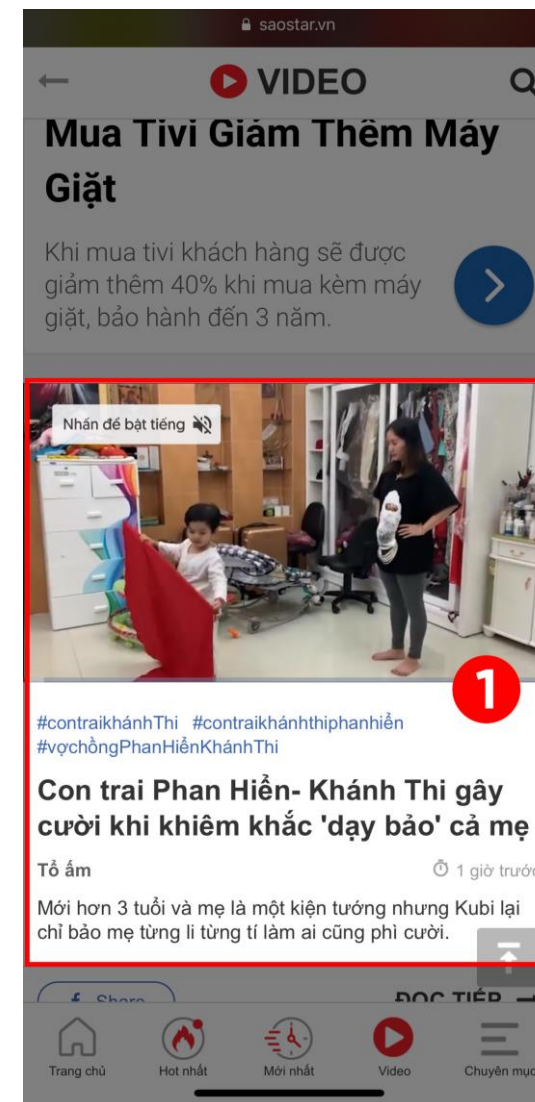 saostar.vn
VIDEO
Mua Tivi Giảm Thêm Máy
Giặt
Khi mua tivi khách hàng sẽ được
giảm thêm 40% khi mua kèm máy
giặt, bảo hành đến 3 năm.
Nhấn để bật tiếng
1
#contraikhánhThi #contraikhánhthiphanhiển
#vợchồngPhanHiểnKhánhThi
Con trai Phan Hiển- Khánh Thi gây
cười khi khiêm khắc 'dạy bảo' cả mẹ
Tổ ấm
1 giờ trước
Mới hơn 3 tuổi và mẹ là một kiện tướng nhưng Kubi lại
chỉ bảo mẹ từng li từng tí làm ai cũng phì cười.
f Share
ĐỌC TIẾP
Trang chủ
Hot nhất
Mới nhất
Video
Chuyên mục